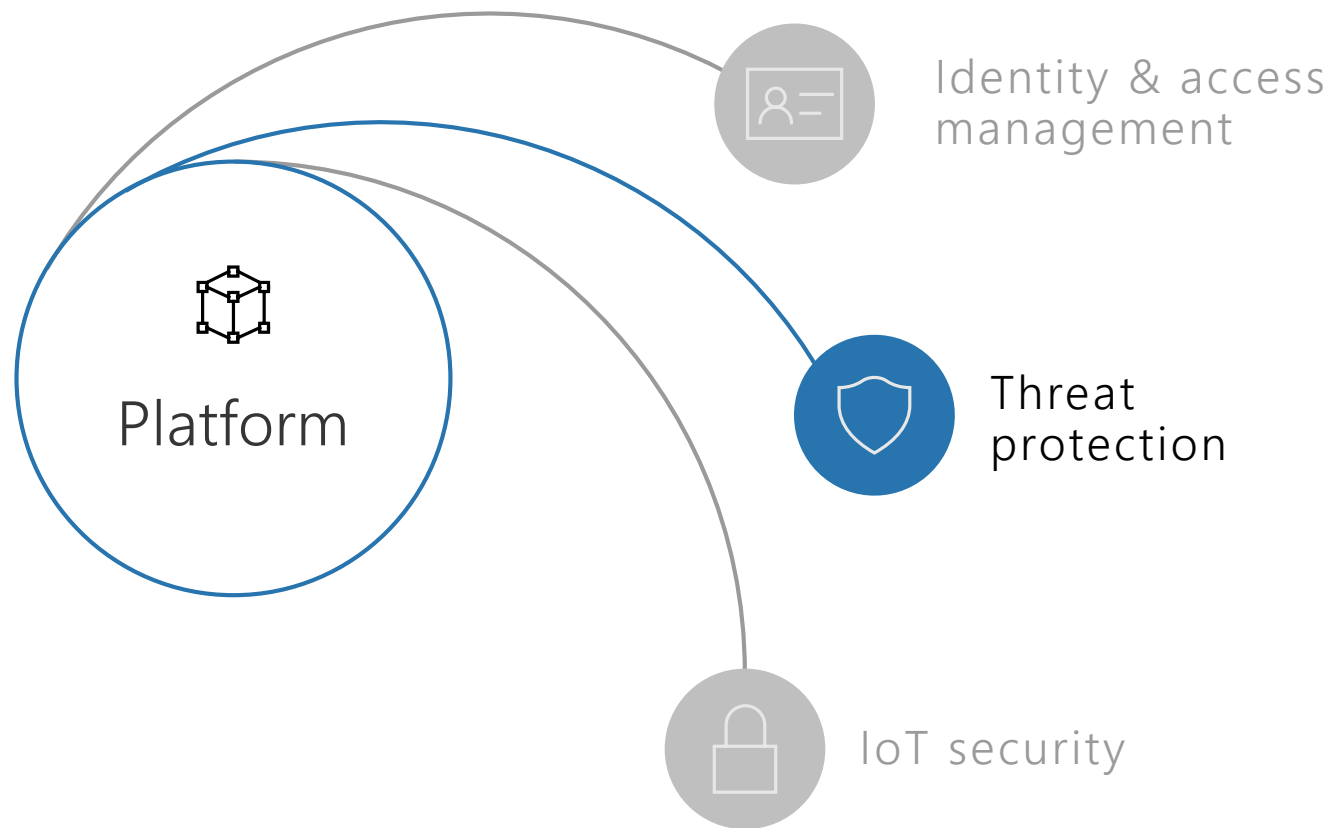 Identity & access
management
Platform
Threat
protection
IoT security